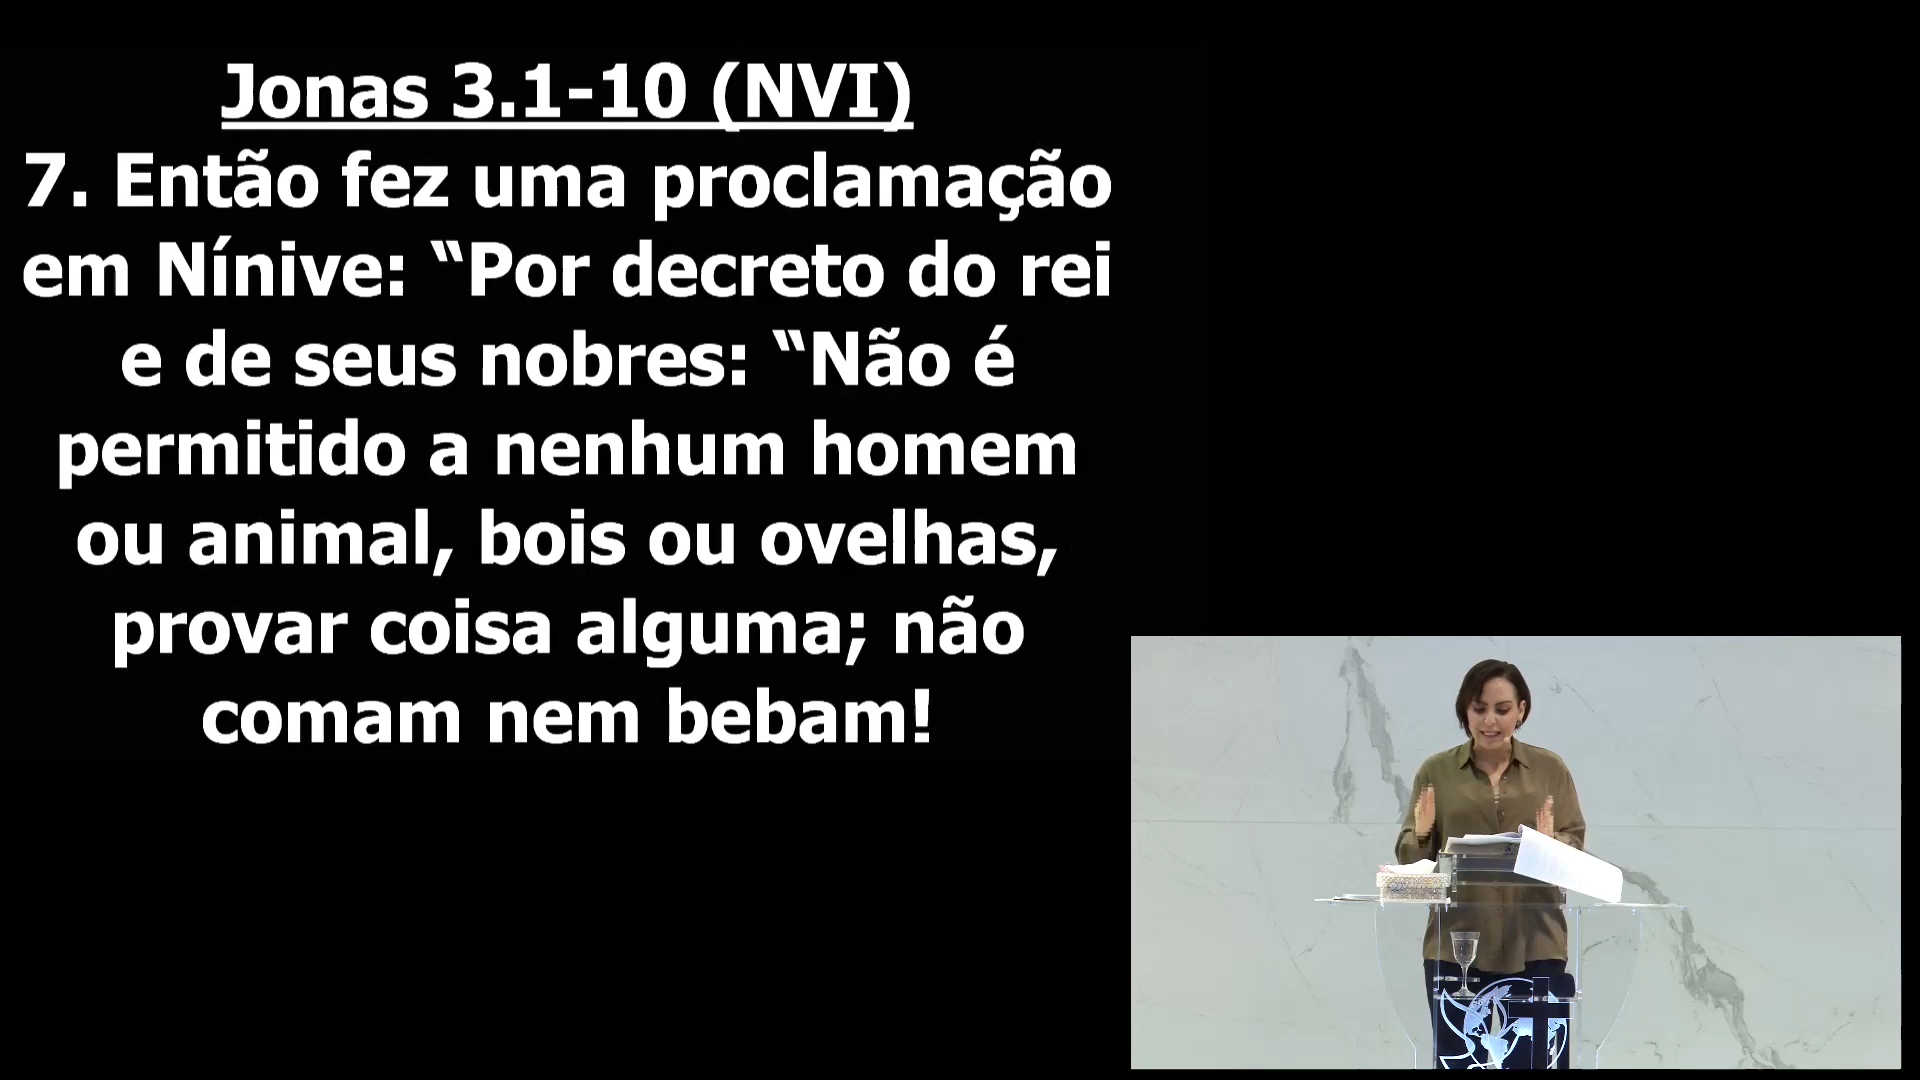 Jonas 3.1-10 (NVI)
7. Então fez uma proclamação
em Nínive: “Por decreto do rei
e de seus nobres: “Não é
permitido a nenhum homem
ou animal, bois ou ovelhas,
provar coisa alguma; não
comam nem bebam!